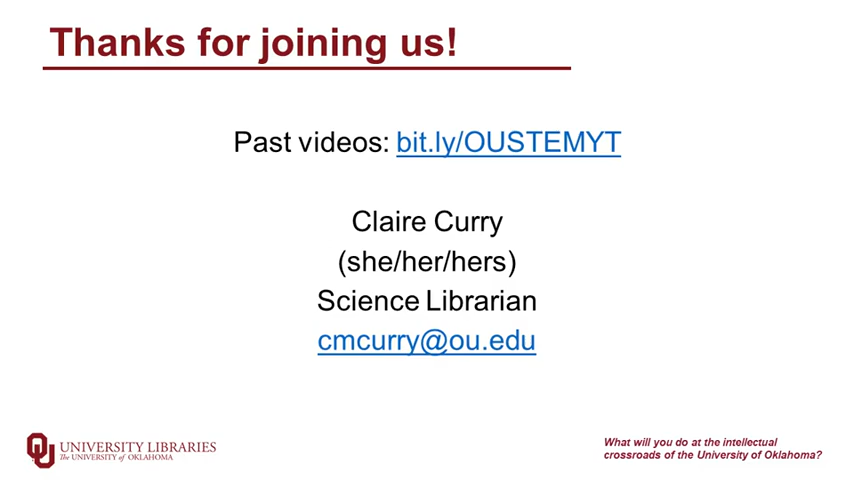 Thanks for joining us!
Past videos: bit.ly/OUSTEMYT
Claire Curry
(she/her/hers)
Science Librarian
cmcurry@ou.edu
OU
UNIVERSITY LIBRARIES
The UNIVERSITY of OKLAHOMA
What will you do at the intellectual
crossroads of the University of Oklahoma?